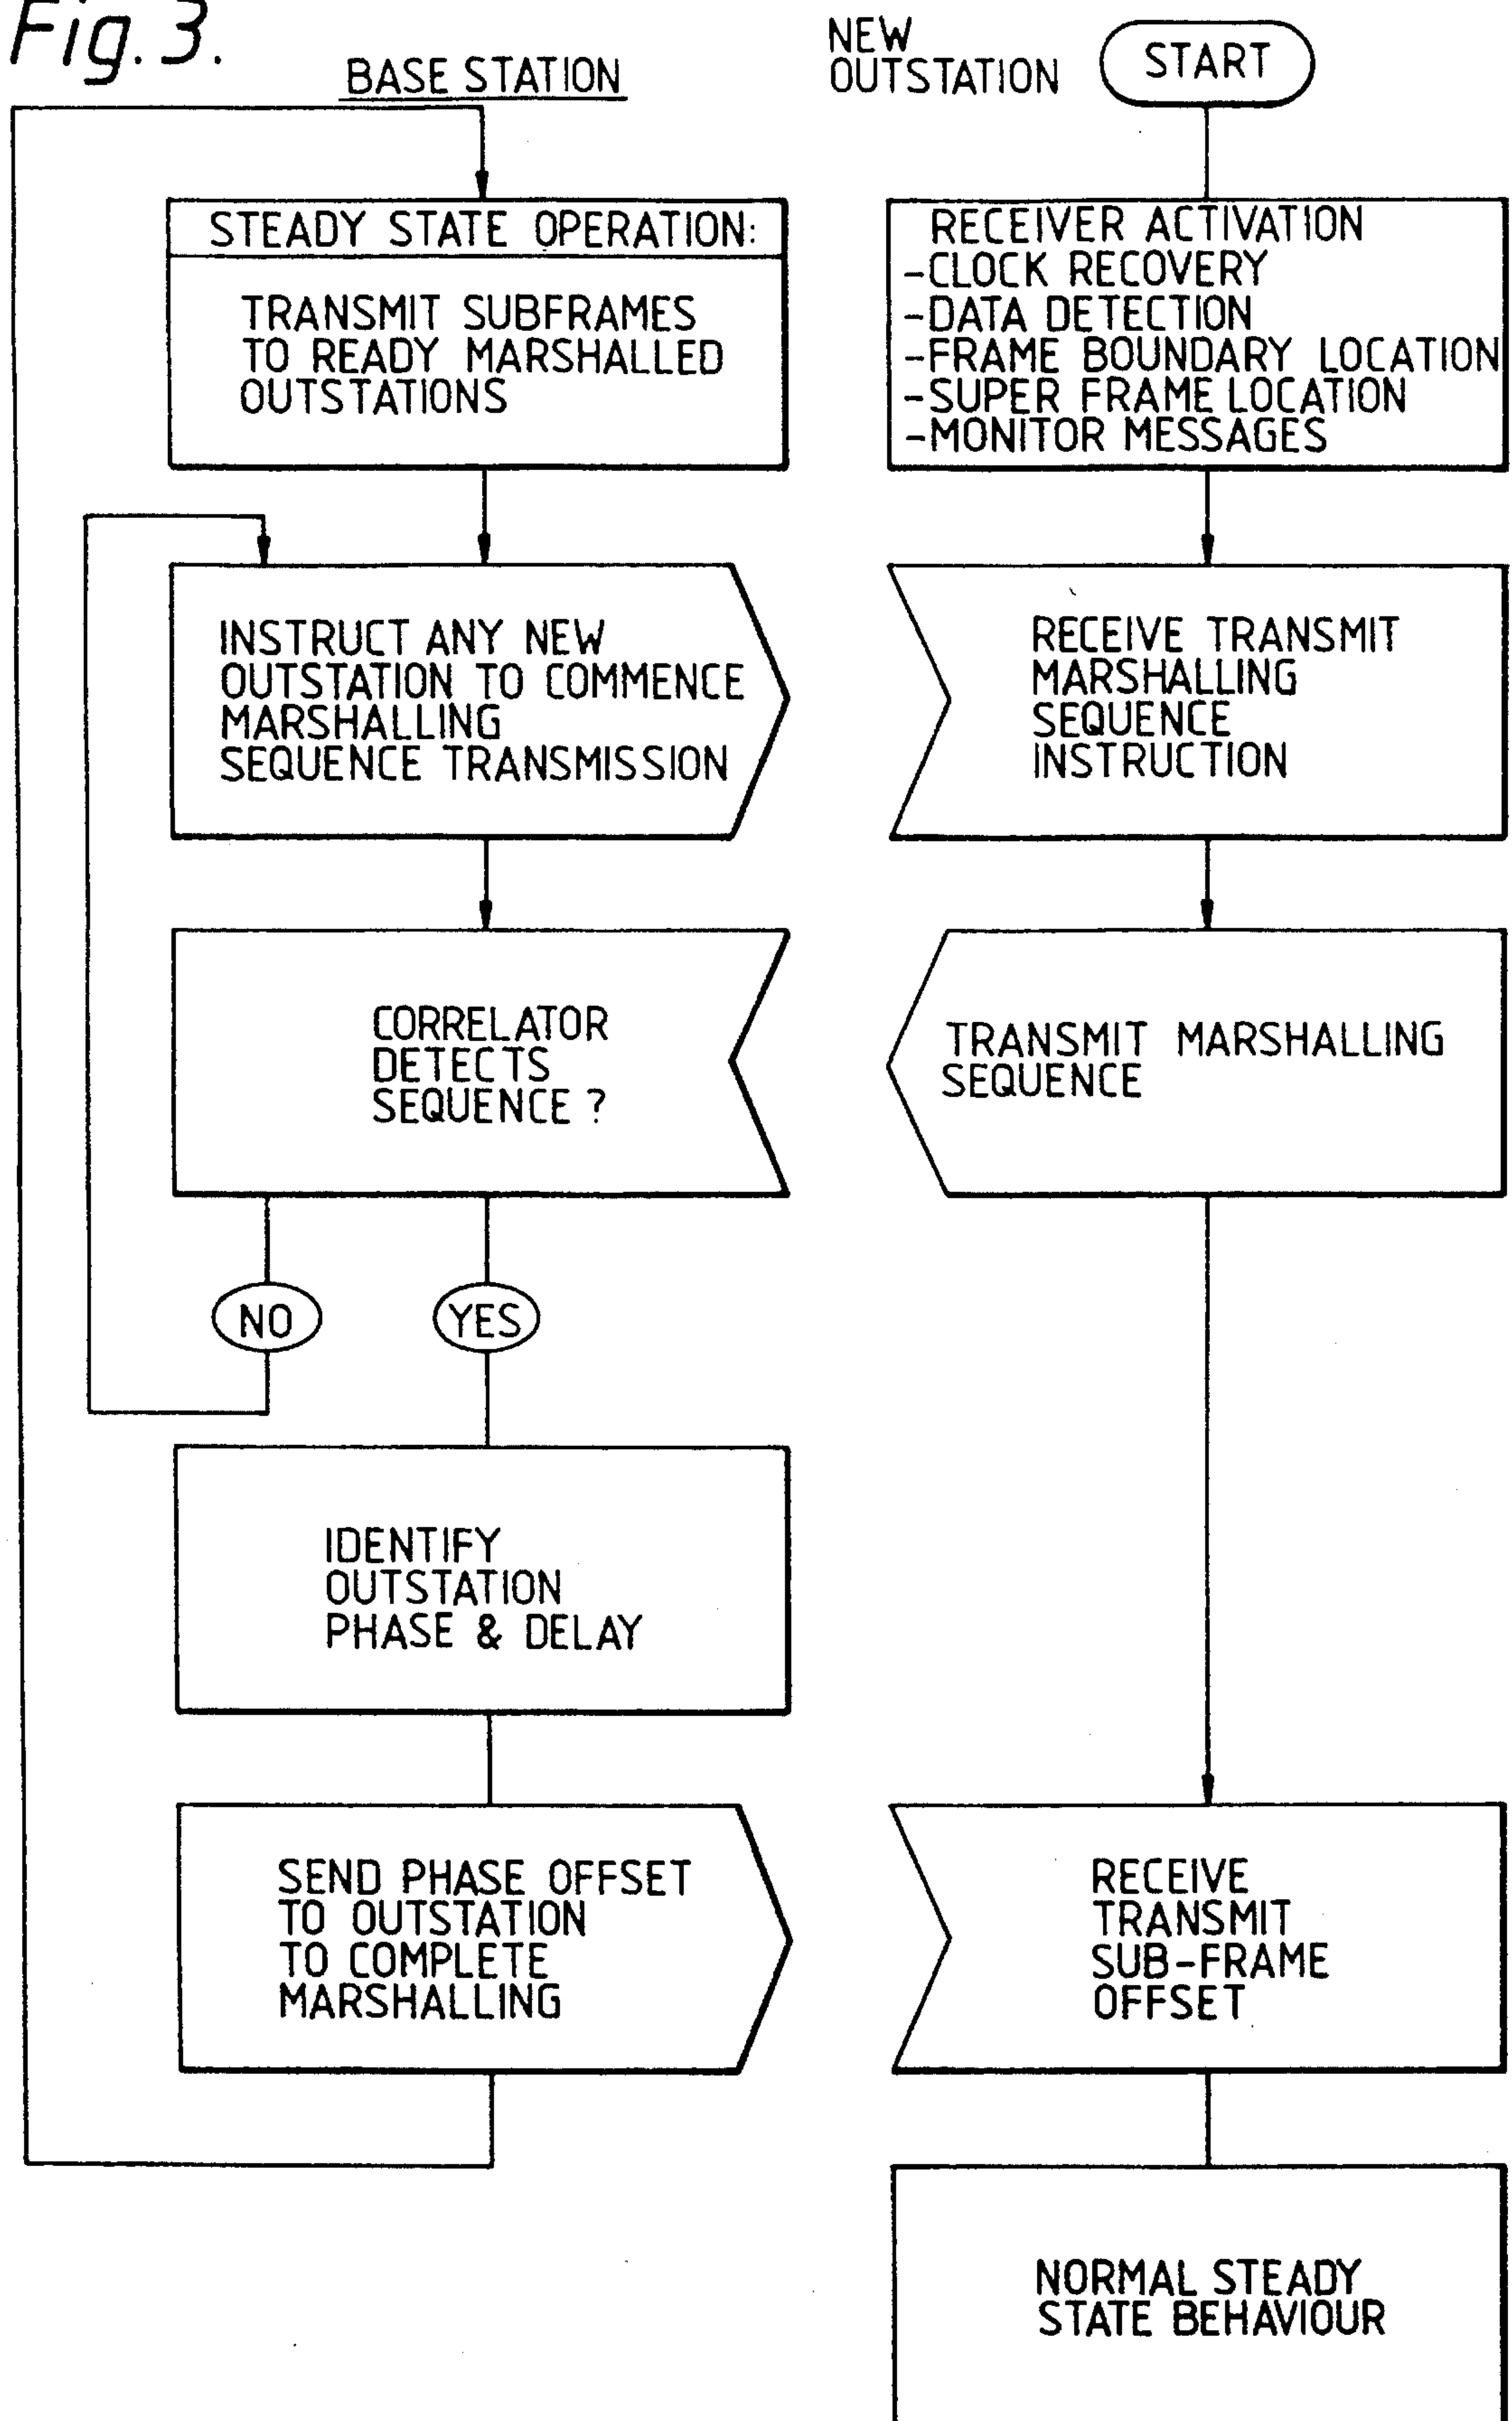 Fig. 3.
BASE STATION
NEW
OUTSTATION
START
STEADY STATE OPERATION:
TRANSMIT SUBFRAMES
TO READY MARSHALLED
OUTSTATIONS
RECEIVER ACTIVATION
-CLOCK RECOVERY
-DATA DETECTION
-FRAME BOUNDARY LOCATION
-SUPER FRAME LOCATION
-MONITOR MESSAGES
INSTRUCT ANY NEW
OUTSTATION TO COMMENCE
MARSHALLING
SEQUENCE TRANSMISSION
RECEIVE TRANSMIT
MARSHALLING
SEQUENCE
INSTRUCTION
CORRELATOR
DETECTS
SEQUENCE ?
TRANSMIT MARSHALLING
SEQUENCE
NO
YES
IDENTIFY
OUTSTATION
PHASE & DELAY
SEND PHASE OFFSET
TO OUTSTATION
TO COMPLETE
MARSHALLING
RECEIVE
TRANSMIT
SUB-FRAME
OFFSET
NORMAL STEADY
STATE BEHAVIOUR